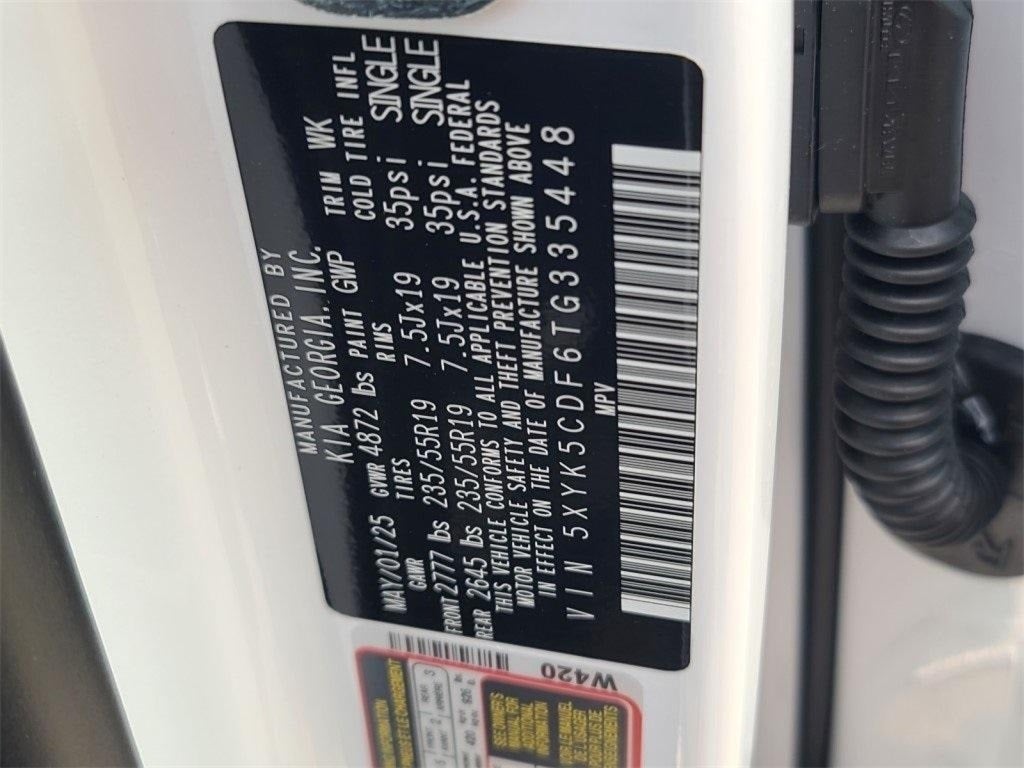 MANUFACTURED BY
KIA GEORGIA, INC.
MAY/20/25 GVWR 4872 lbs PAINT GWP TRIM WK
GAWR TIRES RIMS COLD TIRE INFL
FRONT 2777 lbs 235/55R19 7.5Jx19 35psi SINGLE
REAR 2645 lbs 235/55R19 7.5Jx19 35psi SINGLE
THIS VEHICLE CONFORMS TO ALL APPLICABLE U.S.A. FEDERAL
MOTOR VEHICLE SAFETY AND THEFT PREVENTION STANDARDS
IN EFFECT ON THE DATE OF MANUFACTURE SHOWN ABOVE
VIN 5XYK5CDF6TG335448
MPV
W420